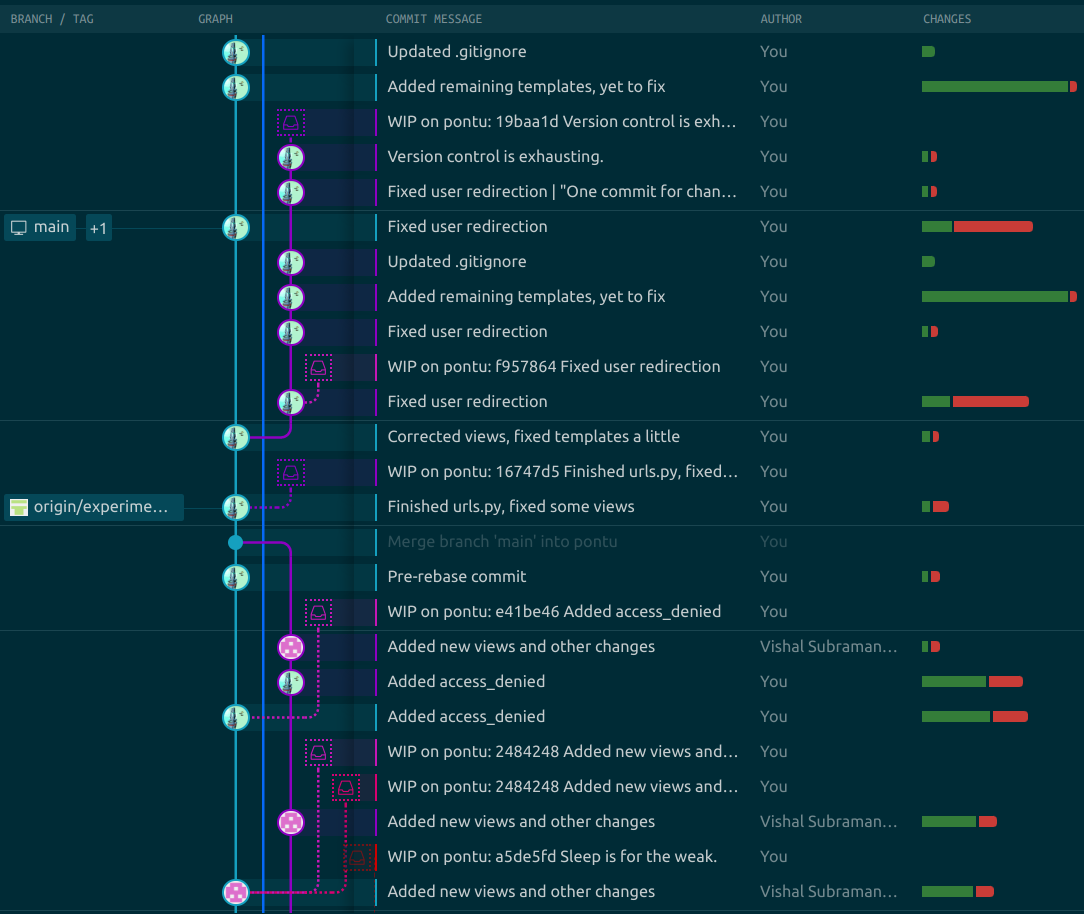 BRANCH / TAG GRAPH COMMIT MESSAGE AUTHOR CHANGES
Updated .gitignore You
Added remaining templates, yet to fix You
WIP on pontu: 19baa1d Version control is exh… You
Version control is exhausting. You
Fixed user redirection | "One commit for chan… You
main +1 Fixed user redirection You
Updated .gitignore You
Added remaining templates, yet to fix You
Fixed user redirection You
WIP on pontu: f957864 Fixed user redirection You
Fixed user redirection You
Corrected views, fixed templates a little You
WIP on pontu: 16747d5 Finished urls.py, fixed… You
origin/experime… Finished urls.py, fixed some views You
Merge branch 'main' into pontu You
Pre-rebase commit You
WIP on pontu: e41be46 Added access_denied You
Added new views and other changes Vishal Subraman…
Added access_denied You
Added access_denied You
WIP on pontu: 2484248 Added new views and… You
WIP on pontu: 2484248 Added new views and… You
Added new views and other changes Vishal Subraman…
WIP on pontu: a5de5fd Sleep is for the weak. You
Added new views and other changes Vishal Subraman…